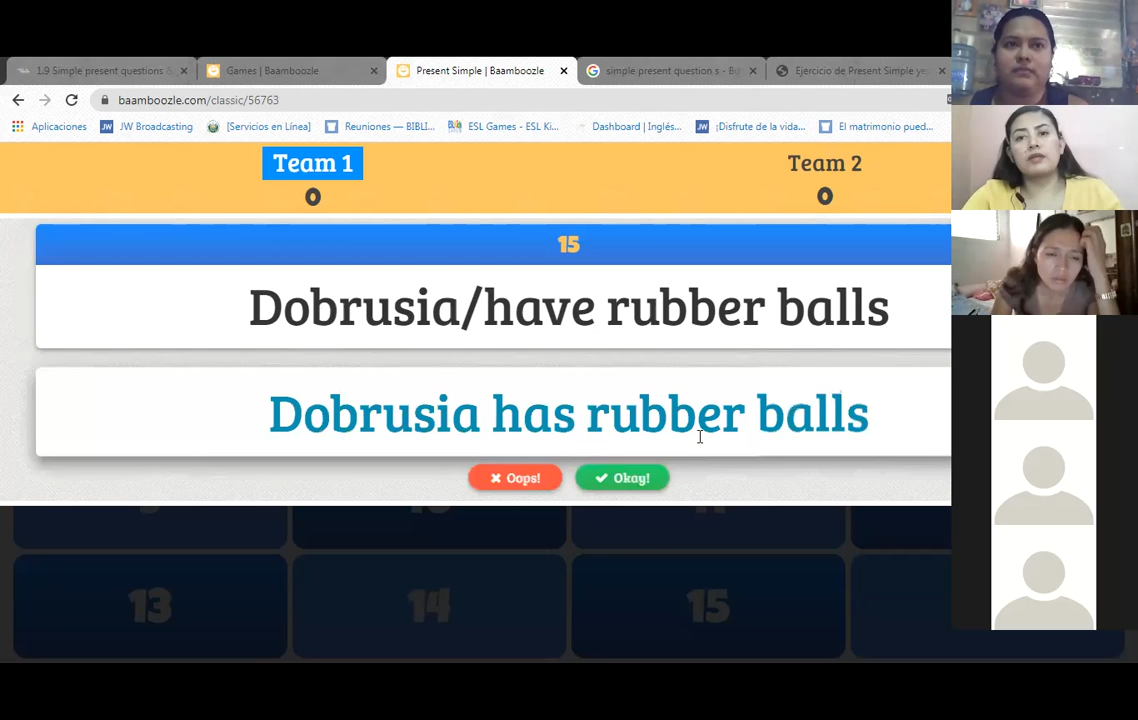 1.9 Simple present questions &
Games | Baamboozle
Present Simple | Baamboozle
simple present question s - B
Ejercicio de Present Simple ye
baamboozle.com/classic/56763
Aplicaciones
JW Broadcasting
[Servicios en Línea]
Reuniones — BIBLI...
ESL Games - ESL Ki...
Dashboard | Inglés...
¡Disfrute de la vida...
El matrimonio pued...
Team 1
Team 2
0
0
15
Dobrusia/have rubber balls
Dobrusia has rubber balls
Oops!
Okay!
13
14
15